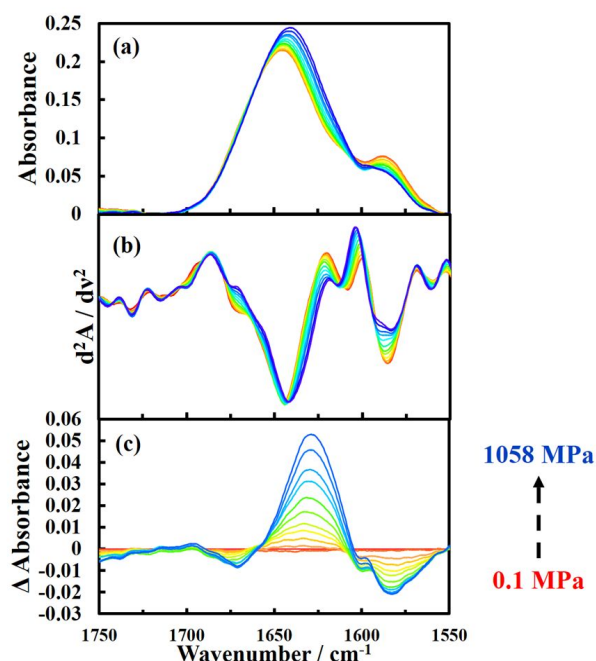 0.25
(a)
0.2
0.15
0.1
0.05
0
Absorbance
(b)
d²A / dν²
0.06
(c)
0.05
0.04
0.03
0.02
0.01
0
-0.01
-0.02
-0.03
Δ Absorbance
1750 1700 1650 1600 1550
Wavenumber / cm⁻¹
1058 MPa
0.1 MPa